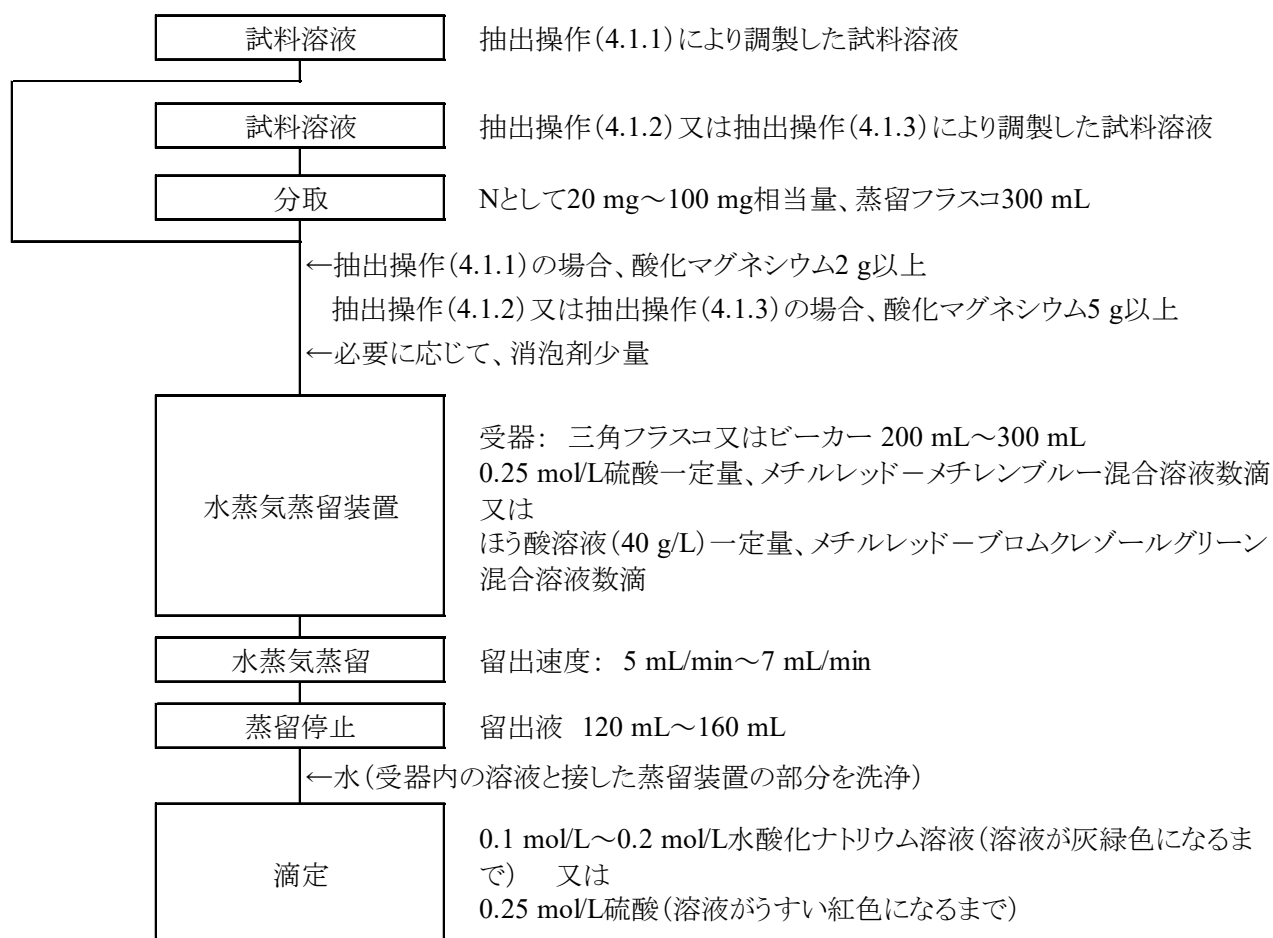 試料溶液 抽出操作(4.1.1)により調製した試料溶液
試料溶液 抽出操作(4.1.2)又は抽出操作(4.1.3)により調製した試料溶液
分取 Nとして20 mg～100 mg相当量、蒸留フラスコ300 mL
←抽出操作(4.1.1)の場合、酸化マグネシウム2 g以上
抽出操作(4.1.2)又は抽出操作(4.1.3)の場合、酸化マグネシウム5 g以上
←必要に応じて、消泡剤少量
水蒸気蒸留装置
受器： 三角フラスコ又はビーカー 200 mL～300 mL
0.25 mol/L硫酸一定量、メチルレッド－メチレンブルー混合溶液数滴
又は
ほう酸溶液(40 g/L)一定量、メチルレッド－ブロムクレゾールグリーン
混合溶液数滴
水蒸気蒸留 留出速度： 5 mL/min～7 mL/min
蒸留停止 留出液 120 mL～160 mL
←水(受器内の溶液と接した蒸留装置の部分を洗浄)
滴定
0.1 mol/L～0.2 mol/L水酸化ナトリウム溶液(溶液が灰緑色になるま
で) 又は
0.25 mol/L硫酸(溶液がうすい紅色になるまで)